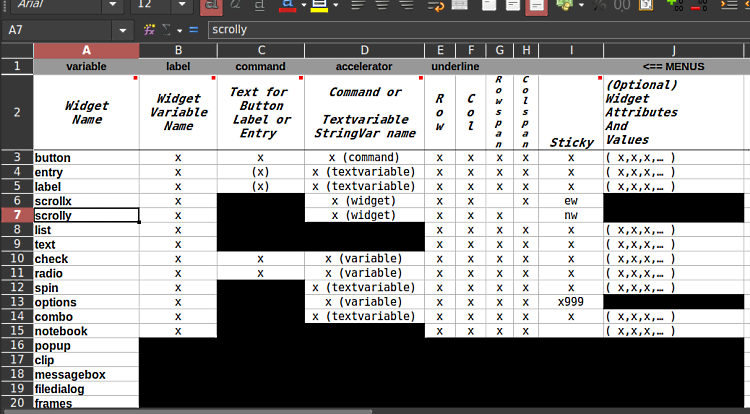 Arial 12
A7 scrolly
A B C D E F G H I J
1 variable label command accelerator underline <== MENUS
2 Widget Name Widget Variable Name Text for Button Label or Entry Command or Textvariable StringVar name Row Col Rowspan Colspan Sticky (Optional) Widget Attributes And Values
3 button x x x (command) x x x x x ( x,x,x,… )
4 entry x (x) x (textvariable) x x x x x ( x,x,x,… )
5 label x (x) x (textvariable) x x x x x ( x,x,x,… )
6 scrollx x x (widget) x x x ew
7 scrolly x x (widget) x x x nw
8 list x x x x x x ( x,x,x,… )
9 text x x x x x x ( x,x,x,… )
10 check x x x (variable) x x x x x ( x,x,x,… )
11 radio x x x (variable) x x x x x ( x,x,x,… )
12 spin x x (textvariable) x x x x x ( x,x,x,… )
13 options x x (variable) x x x x x999
14 combo x x (textvariable) x x x x x ( x,x,x,… )
15 notebook x x x x x x ( x,x,x,… )
16 popup
17 clip
18 messagebox
19 filedialog
20 frames